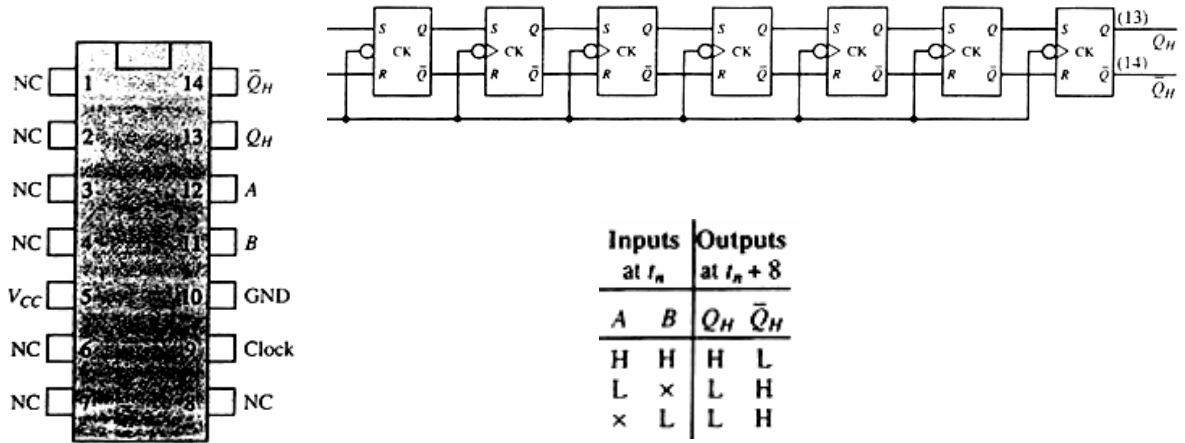 NC 1 14 Q̄H
NC 2 13 QH
NC 3 12 A
NC 4 11 B
VCC 5 10 GND
NC 6 9 Clock
NC 7 8 NC
S Q S Q S Q S Q S Q S Q S Q (13)
CK CK CK CK CK CK CK QH
R Q̄ R Q̄ R Q̄ R Q̄ R Q̄ R Q̄ R Q̄ (14)
Q̄H
Inputs Outputs
at tn at tn + 8
A B QH Q̄H
H H H L
L × L H
× L L H